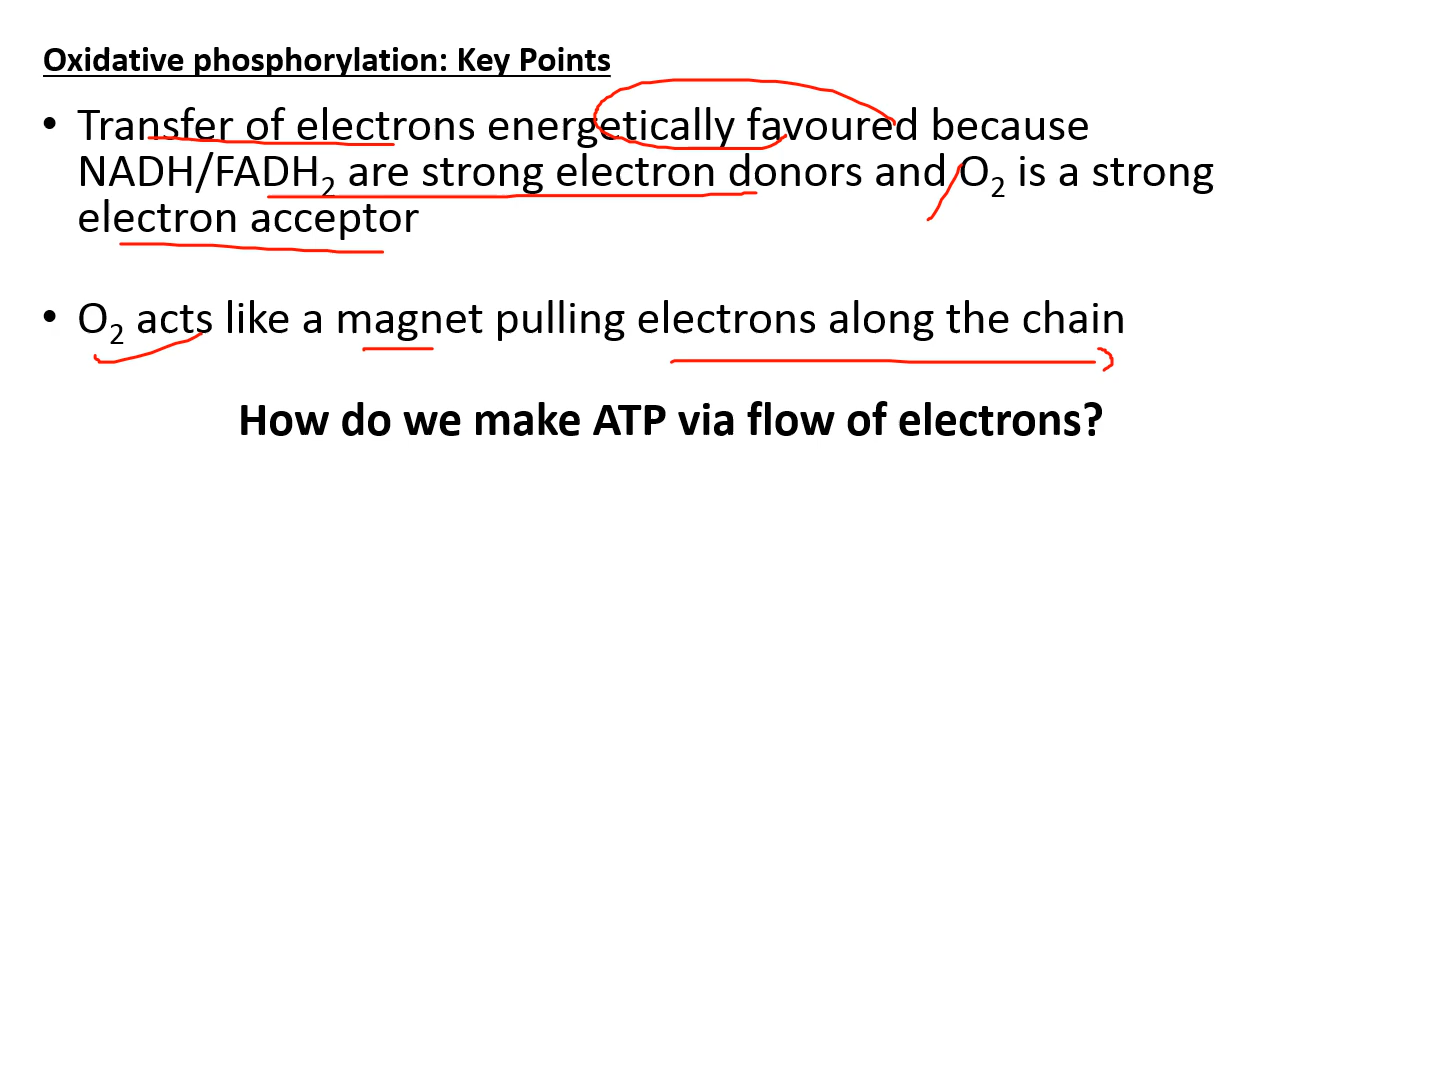 Oxidative phosphorylation: Key Points
• Transfer of electrons energetically favoured because
NADH/FADH₂ are strong electron donors and O₂ is a strong
electron acceptor
• O₂ acts like a magnet pulling electrons along the chain
How do we make ATP via flow of electrons?